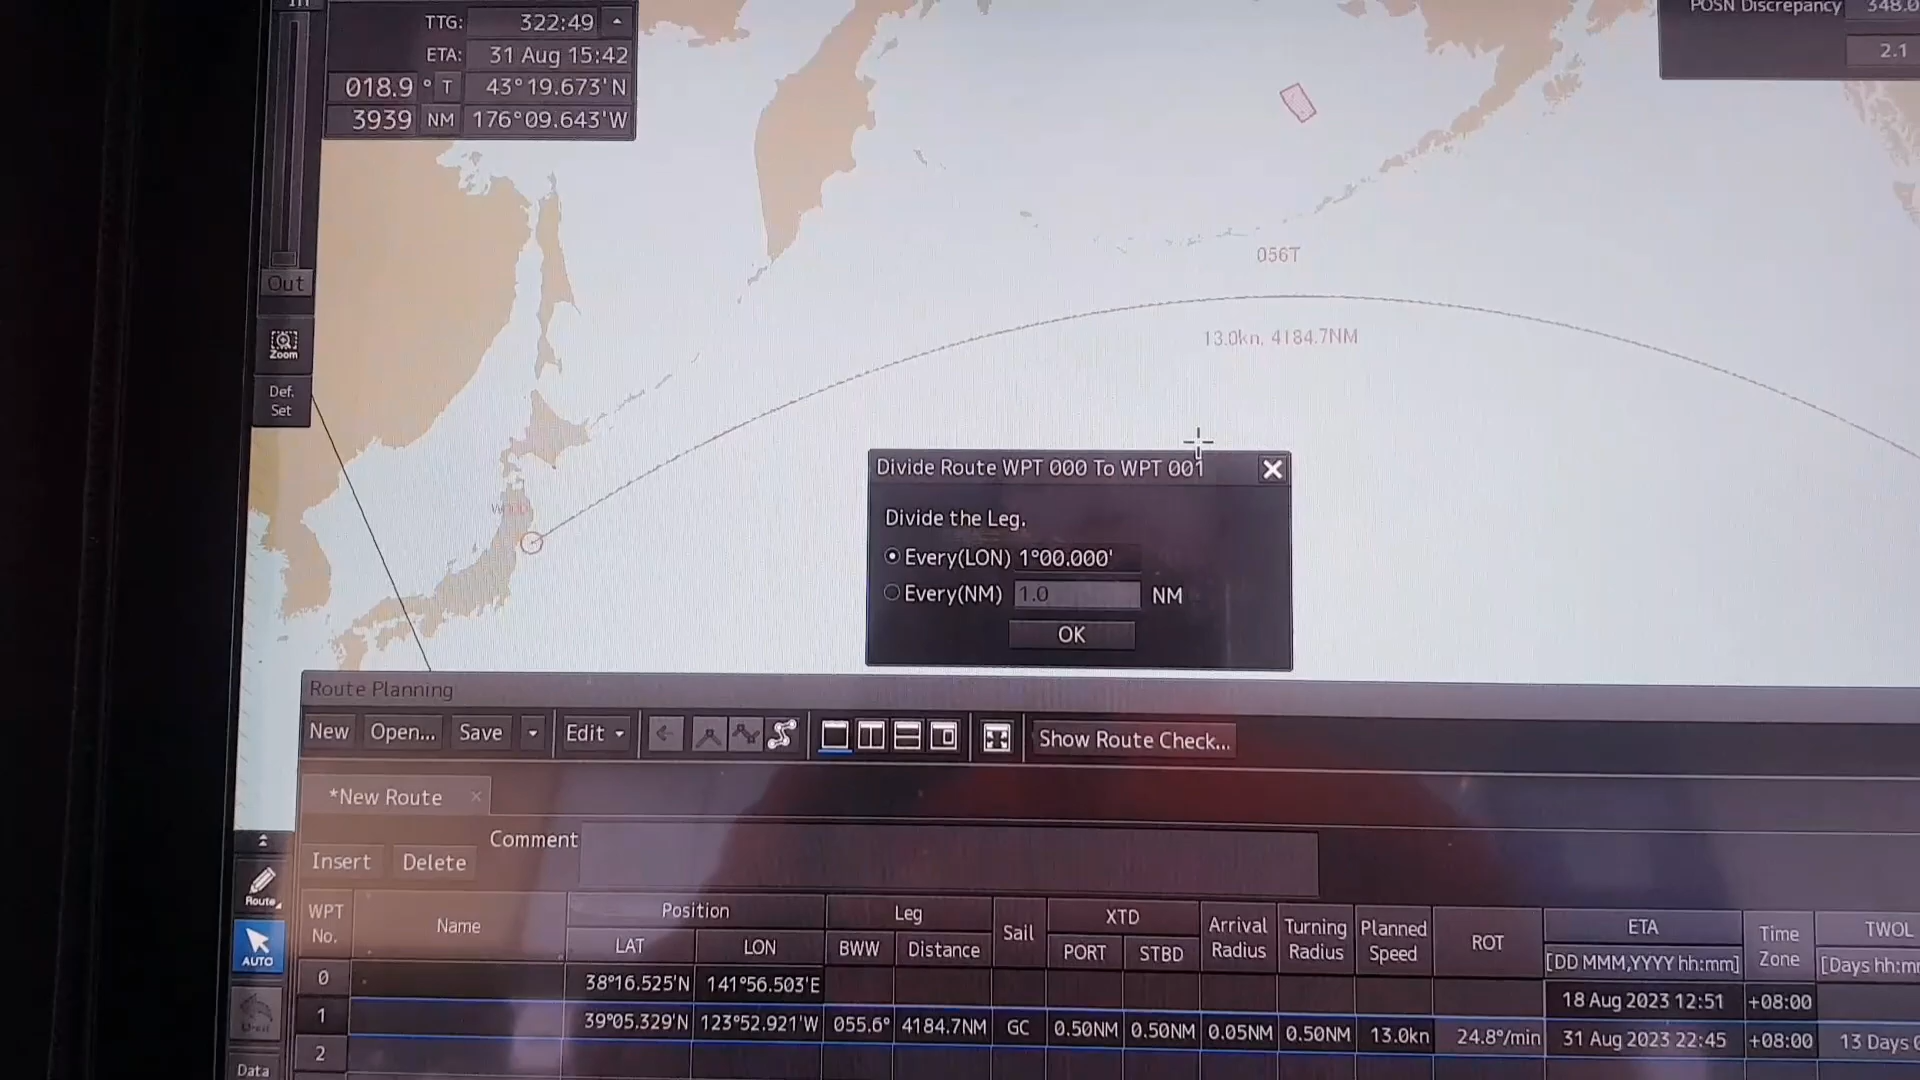 In
TTG: 322:49
ETA: 31 Aug 15:42
018.9 ° T 43°19.673'N
3939 NM 176°09.643'W
POSN Discrepancy 348.0
2.1
Out
Zoom
Def.
Set
056T
13.0kn, 4184.7NM
Divide Route WPT 000 To WPT 001
Divide the Leg.
Every(LON) 1°00.000'
Every(NM) 1.0 NM
OK
Route Planning
New Open... Save Edit Show Route Check...
*New Route
Comment
Insert Delete
Route
AUTO
Data
WPT No. Name Position Leg Sail XTD Arrival Radius Turning Radius Planned Speed ROT ETA Time Zone TWOL
LAT LON BWW Distance PORT STBD [DD MMM,YYYY hh:mm] [Days hh:m
0 38°16.525'N 141°56.503'E 18 Aug 2023 12:51 +08:00
1 39°05.329'N 123°52.921'W 055.6° 4184.7NM GC 0.50NM 0.50NM 0.05NM 0.50NM 13.0kn 24.8°/min 31 Aug 2023 22:45 +08:00 13 Days
2